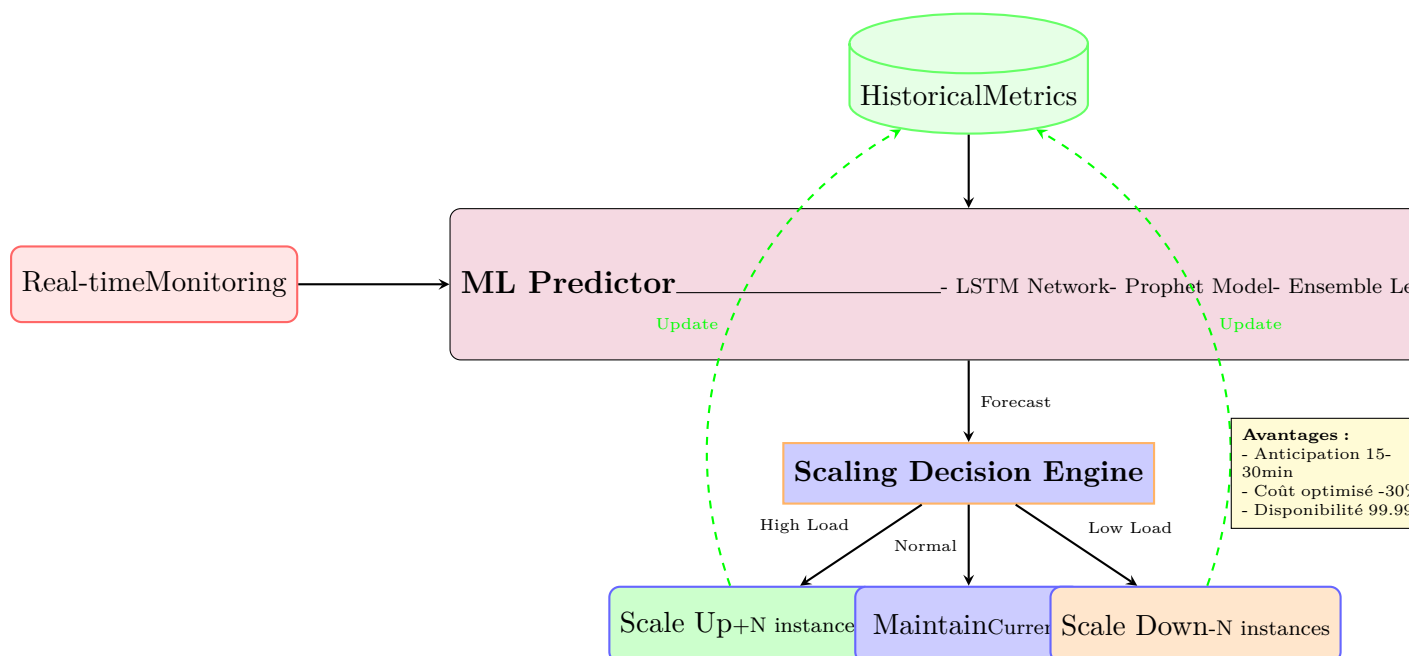 HistoricalMetrics
Real-timeMonitoring
ML Predictor - LSTM Network- Prophet Model- Ensemble Le
Update
Update
Forecast
Avantages :
- Anticipation 15-
30min
- Coût optimisé -30%
- Disponibilité 99.99
Scaling Decision Engine
High Load
Normal
Low Load
Scale Up+N instance
MaintainCurren
Scale Down-N instances